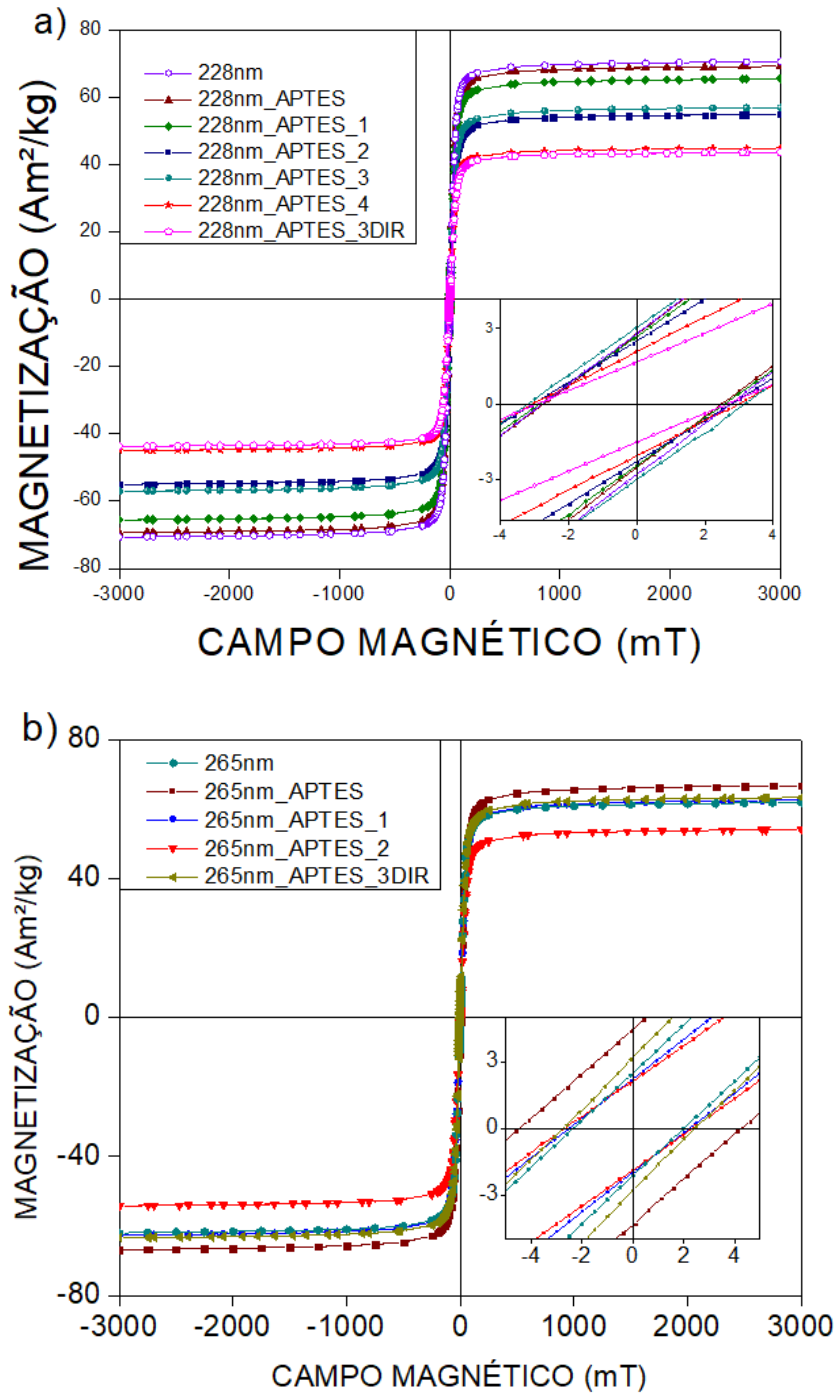 a)
80
60
40
20
0
-20
-40
-60
-80
MAGNETIZAÇÃO (Am²/kg)
228nm
228nm_APTES
228nm_APTES_1
228nm_APTES_2
228nm_APTES_3
228nm_APTES_4
228nm_APTES_3DIR
3
0
-3
-4 -2 0 2 4
-3000 -2000 -1000 0 1000 2000 3000
CAMPO MAGNÉTICO (mT)
b)
80
40
0
-40
-80
MAGNETIZAÇÃO (Am²/kg)
265nm
265nm_APTES
265nm_APTES_1
265nm_APTES_2
265nm_APTES_3DIR
3
0
-3
-4 -2 0 2 4
-3000 -2000 -1000 0 1000 2000 3000
CAMPO MAGNÉTICO (mT)